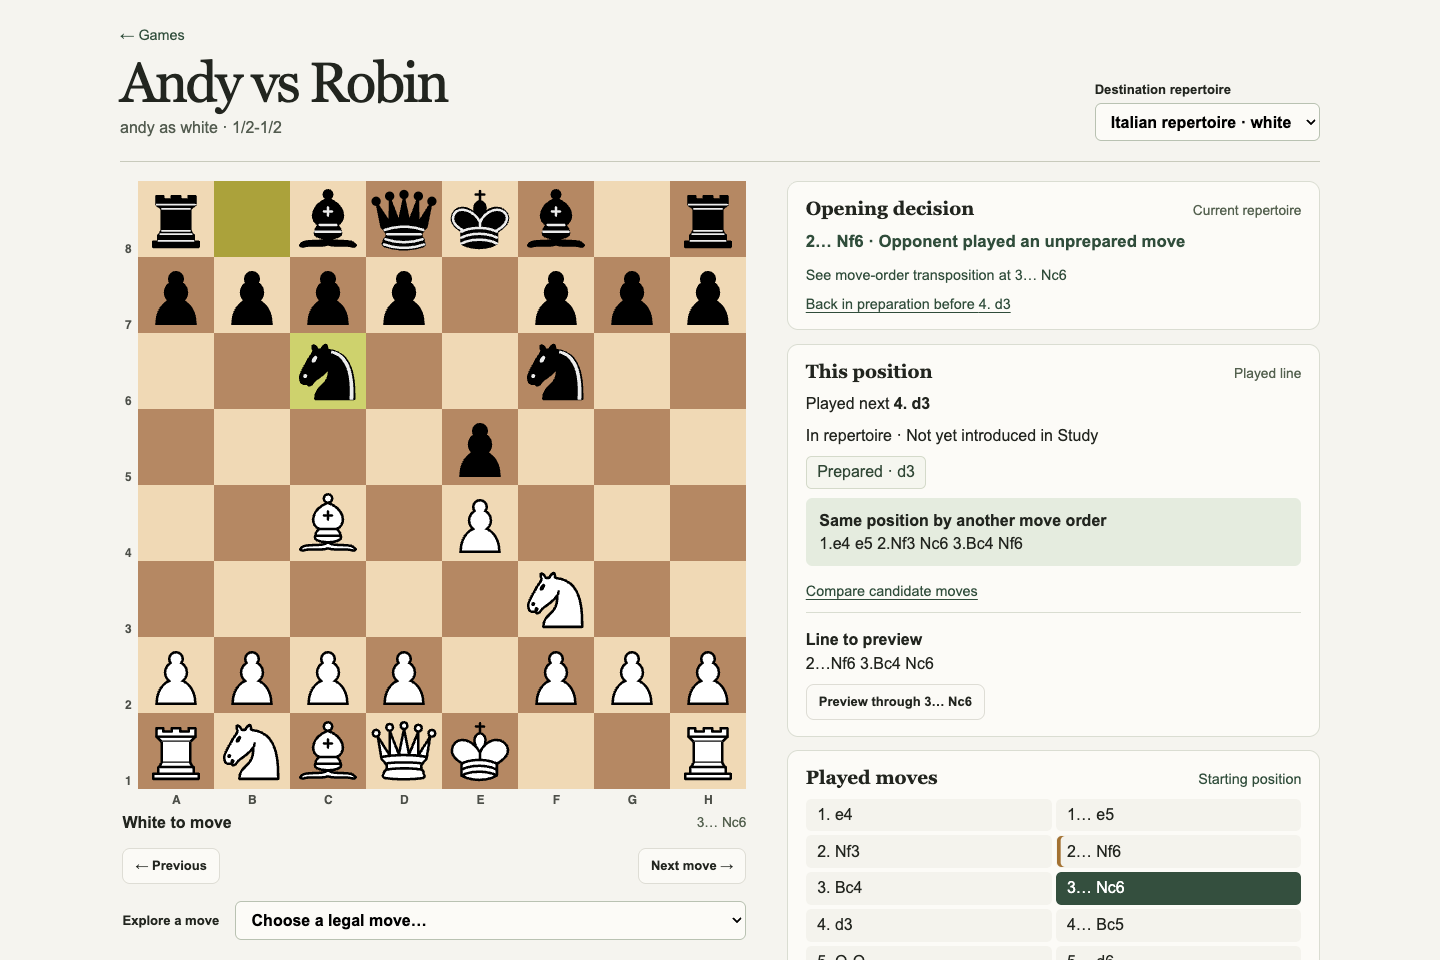 ← Games
Andy vs Robin
andy as white · 1/2-1/2
Destination repertoire
Italian repertoire · white
8
7
6
5
4
3
2
1
A B C D E F G H
White to move
3… Nc6
← Previous
Next move →
Explore a move
Choose a legal move…
Opening decision
Current repertoire
2… Nf6 · Opponent played an unprepared move
See move-order transposition at 3… Nc6
Back in preparation before 4. d3
This position
Played line
Played next 4. d3
In repertoire · Not yet introduced in Study
Prepared · d3
Same position by another move order
1.e4 e5 2.Nf3 Nc6 3.Bc4 Nf6
Compare candidate moves
Line to preview
2…Nf6 3.Bc4 Nc6
Preview through 3… Nc6
Played moves
Starting position
1. e4
1… e5
2. Nf3
2… Nf6
3. Bc4
3… Nc6
4. d3
4… Bc5
5. O-O
5… d6